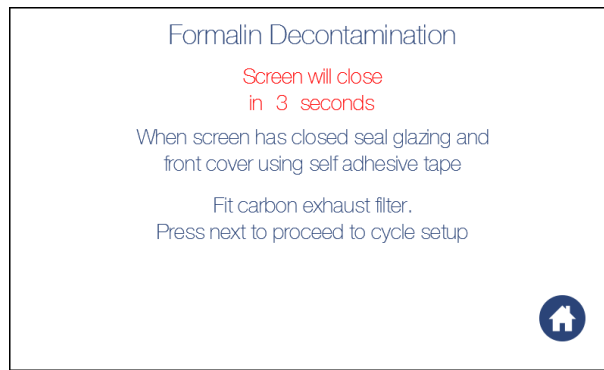 Formalin Decontamination
Screen will close
in 3 seconds
When screen has closed seal glazing and
front cover using self adhesive tape
Fit carbon exhaust filter.
Press next to proceed to cycle setup